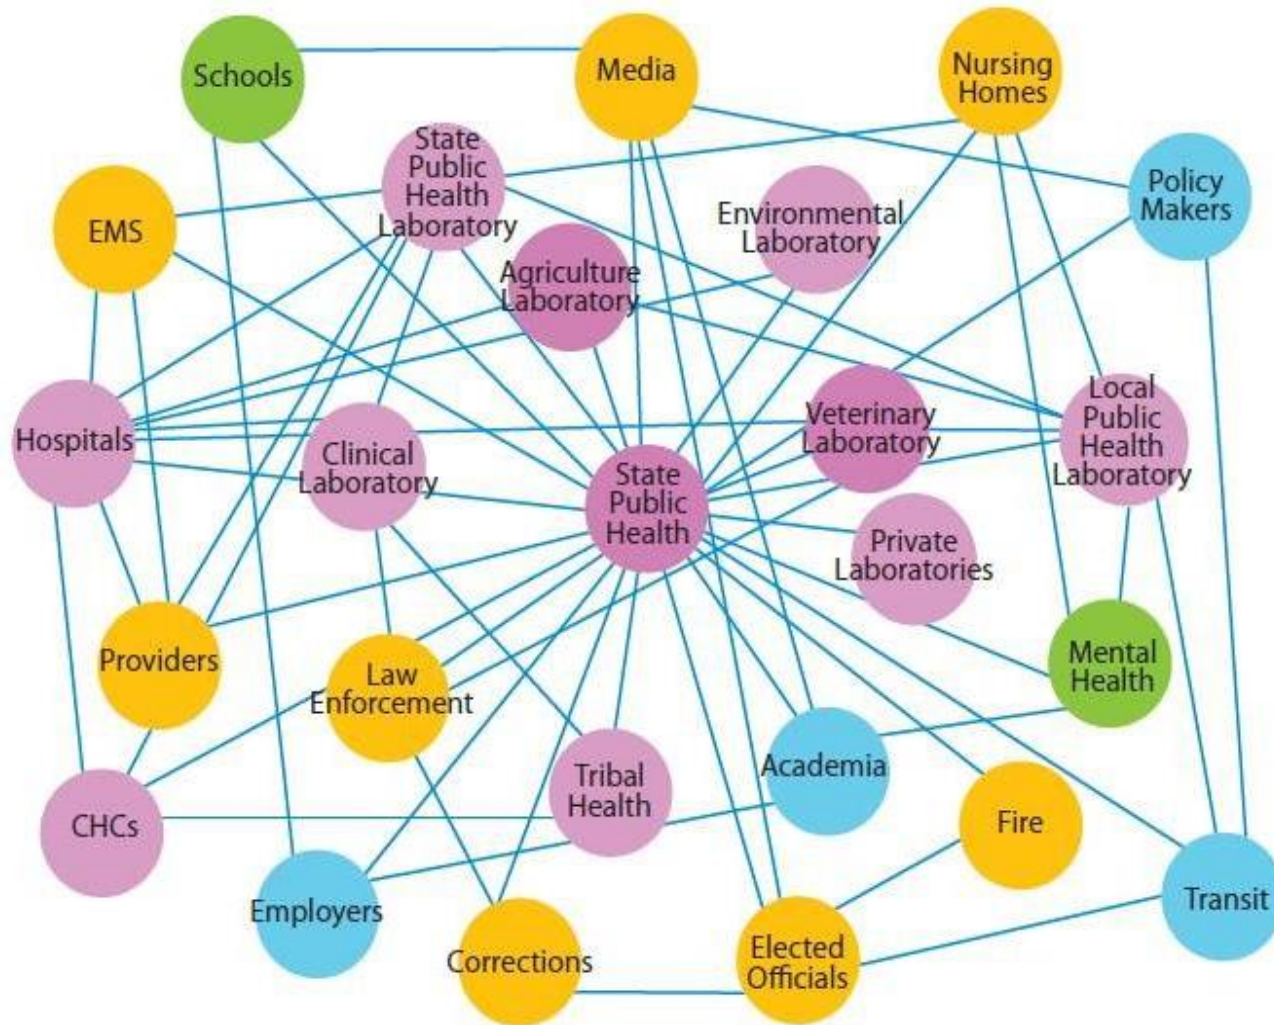 Schools
Media
Nursing
Homes
State
Public
Health
Laboratory
Policy
Makers
EMS
Environmental
Laboratory
Agriculture
Laboratory
Hospitals
Clinical
Laboratory
State
Public
Health
Veterinary
Laboratory
Local
Public
Health
Laboratory
Private
Laboratories
Providers
Law
Enforcement
Mental
Health
CHCs
Tribal
Health
Academia
Fire
Employers
Corrections
Elected
Officials
Transit